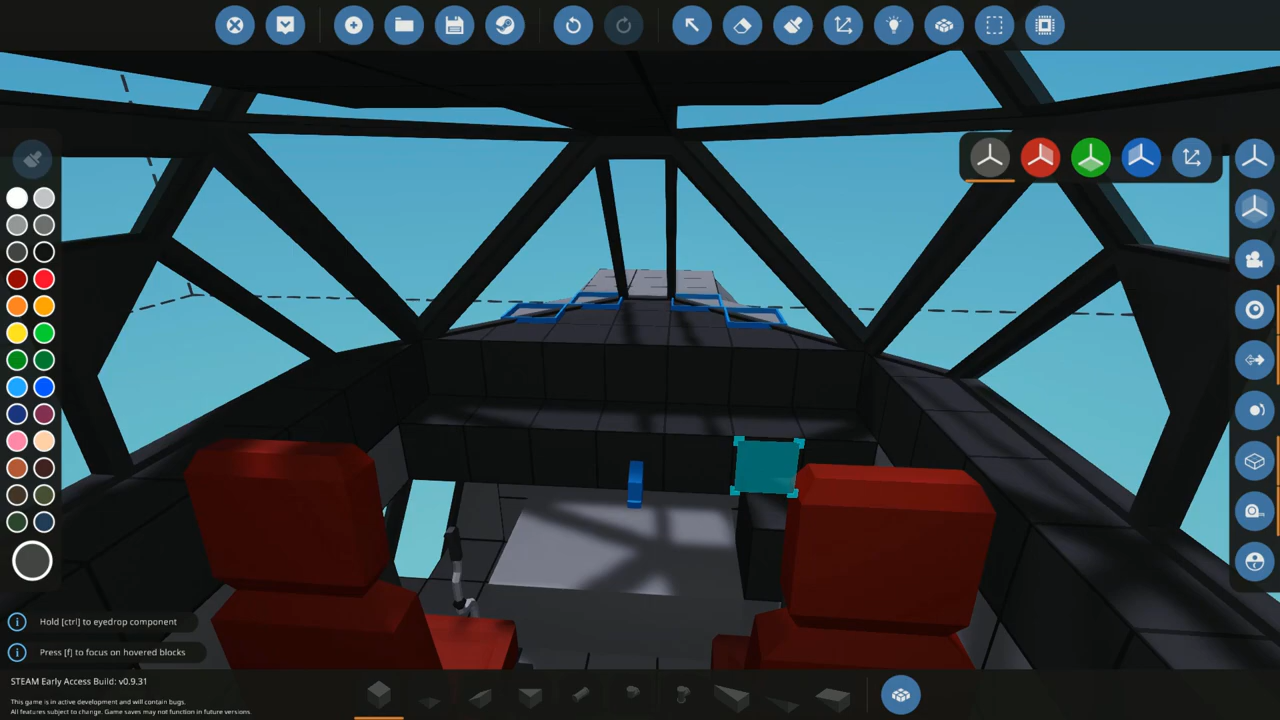 Hold [ctrl] to eyedrop component
Press [f] to focus on hovered blocks
STEAM Early Access Build: v0.9.31
This game is in active development and will contain bugs.
All features subject to change. Game saves may not function in future versions.